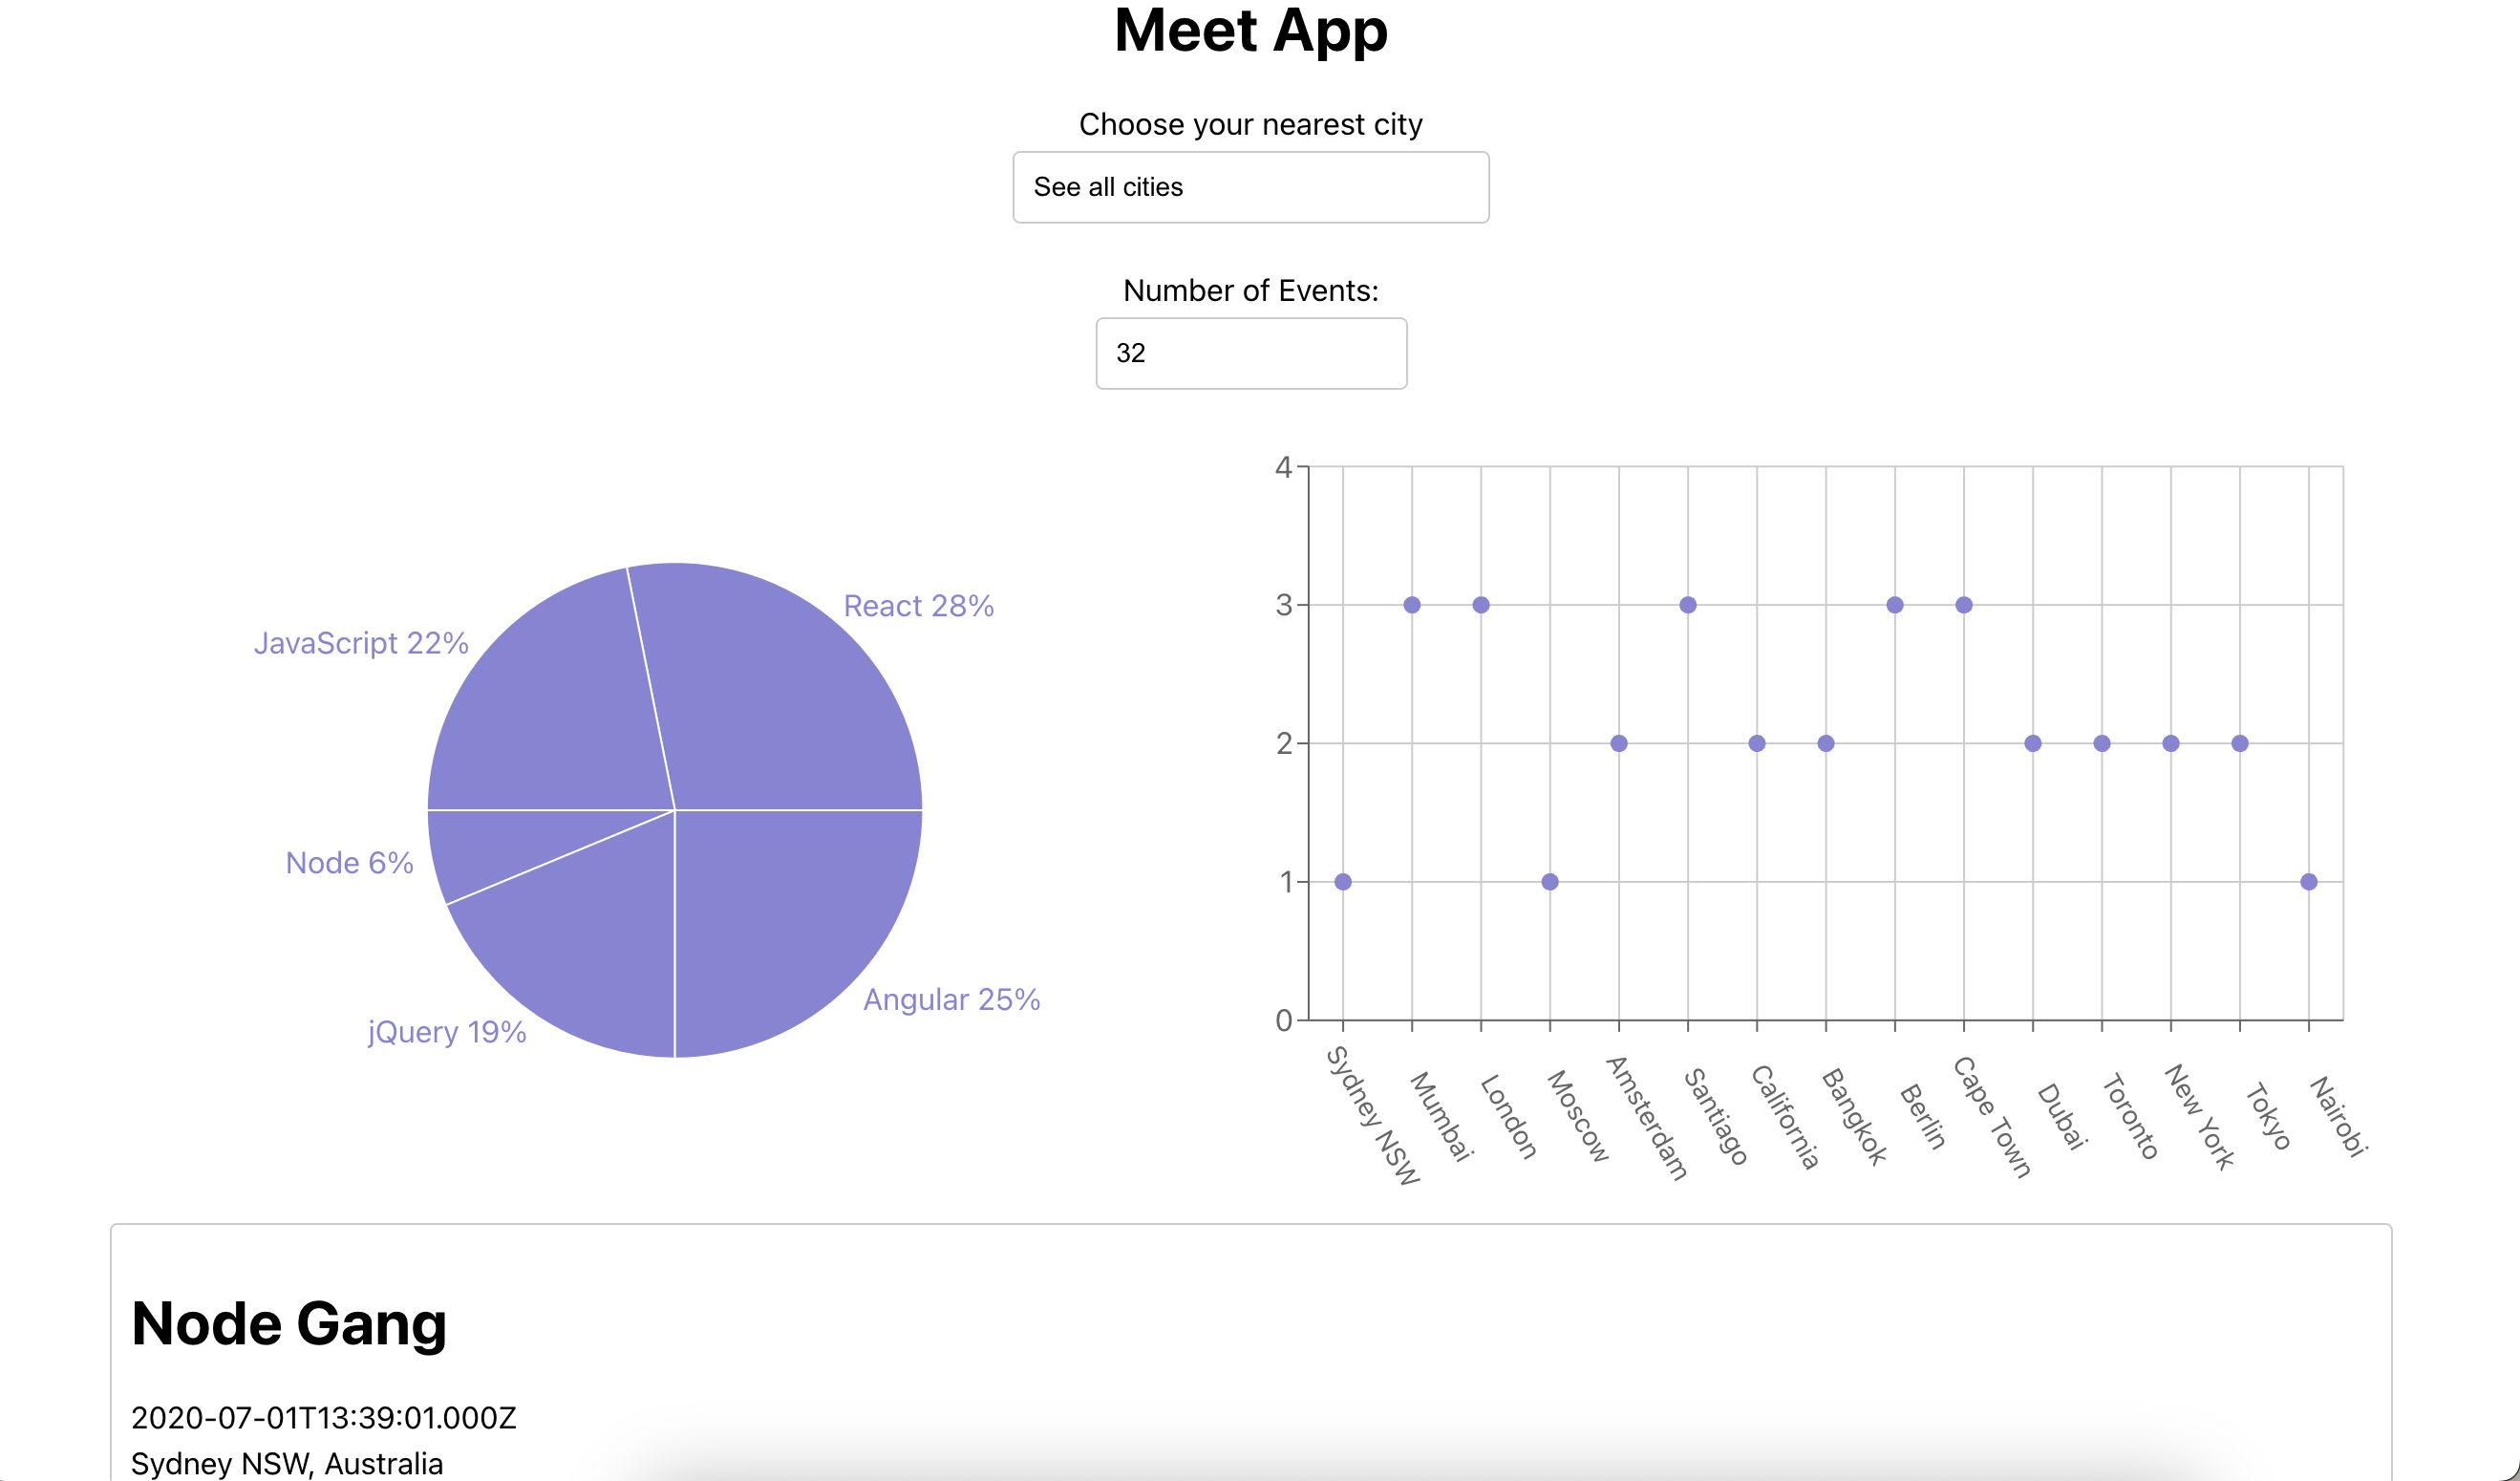 Meet App
Choose your nearest city
See all cities
Number of Events:
32
React 28%
JavaScript 22%
Node 6%
jQuery 19%
Angular 25%
4
3
2
1
0
Sydney NSW
Mumbai
London
Moscow
Amsterdam
Santiago
California
Bangkok
Berlin
Cape Town
Dubai
Toronto
New York
Tokyo
Nairobi
Node Gang
2020-07-01T13:39:01.000Z
Sydney NSW, Australia